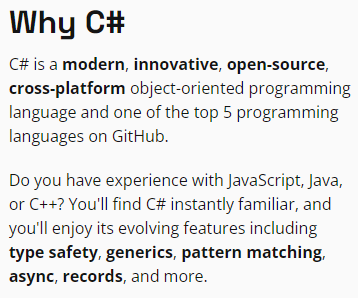 Why C#
C# is a modern, innovative, open-source,
cross-platform object-oriented programming
language and one of the top 5 programming
languages on GitHub.
Do you have experience with JavaScript, Java,
or C++? You'll find C# instantly familiar, and
you'll enjoy its evolving features including
type safety, generics, pattern matching,
async, records, and more.